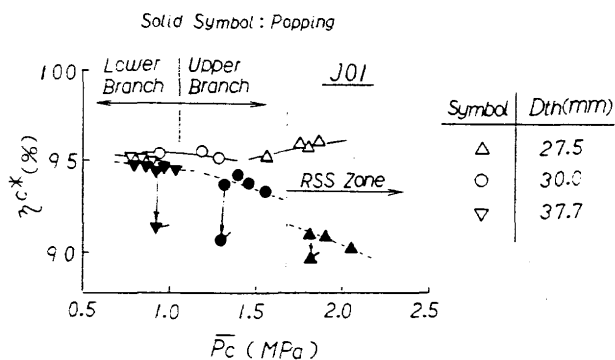 Solid Symbol : Popping
Lower Branch
Upper Branch
J01
100
95
90
ηc* (%)
RSS Zone
0.5 1.0 1.5 2.0 2.5
Pc (MPa)
Symbol Dth(mm)
△ 27.5
○ 30.0
▽ 37.7